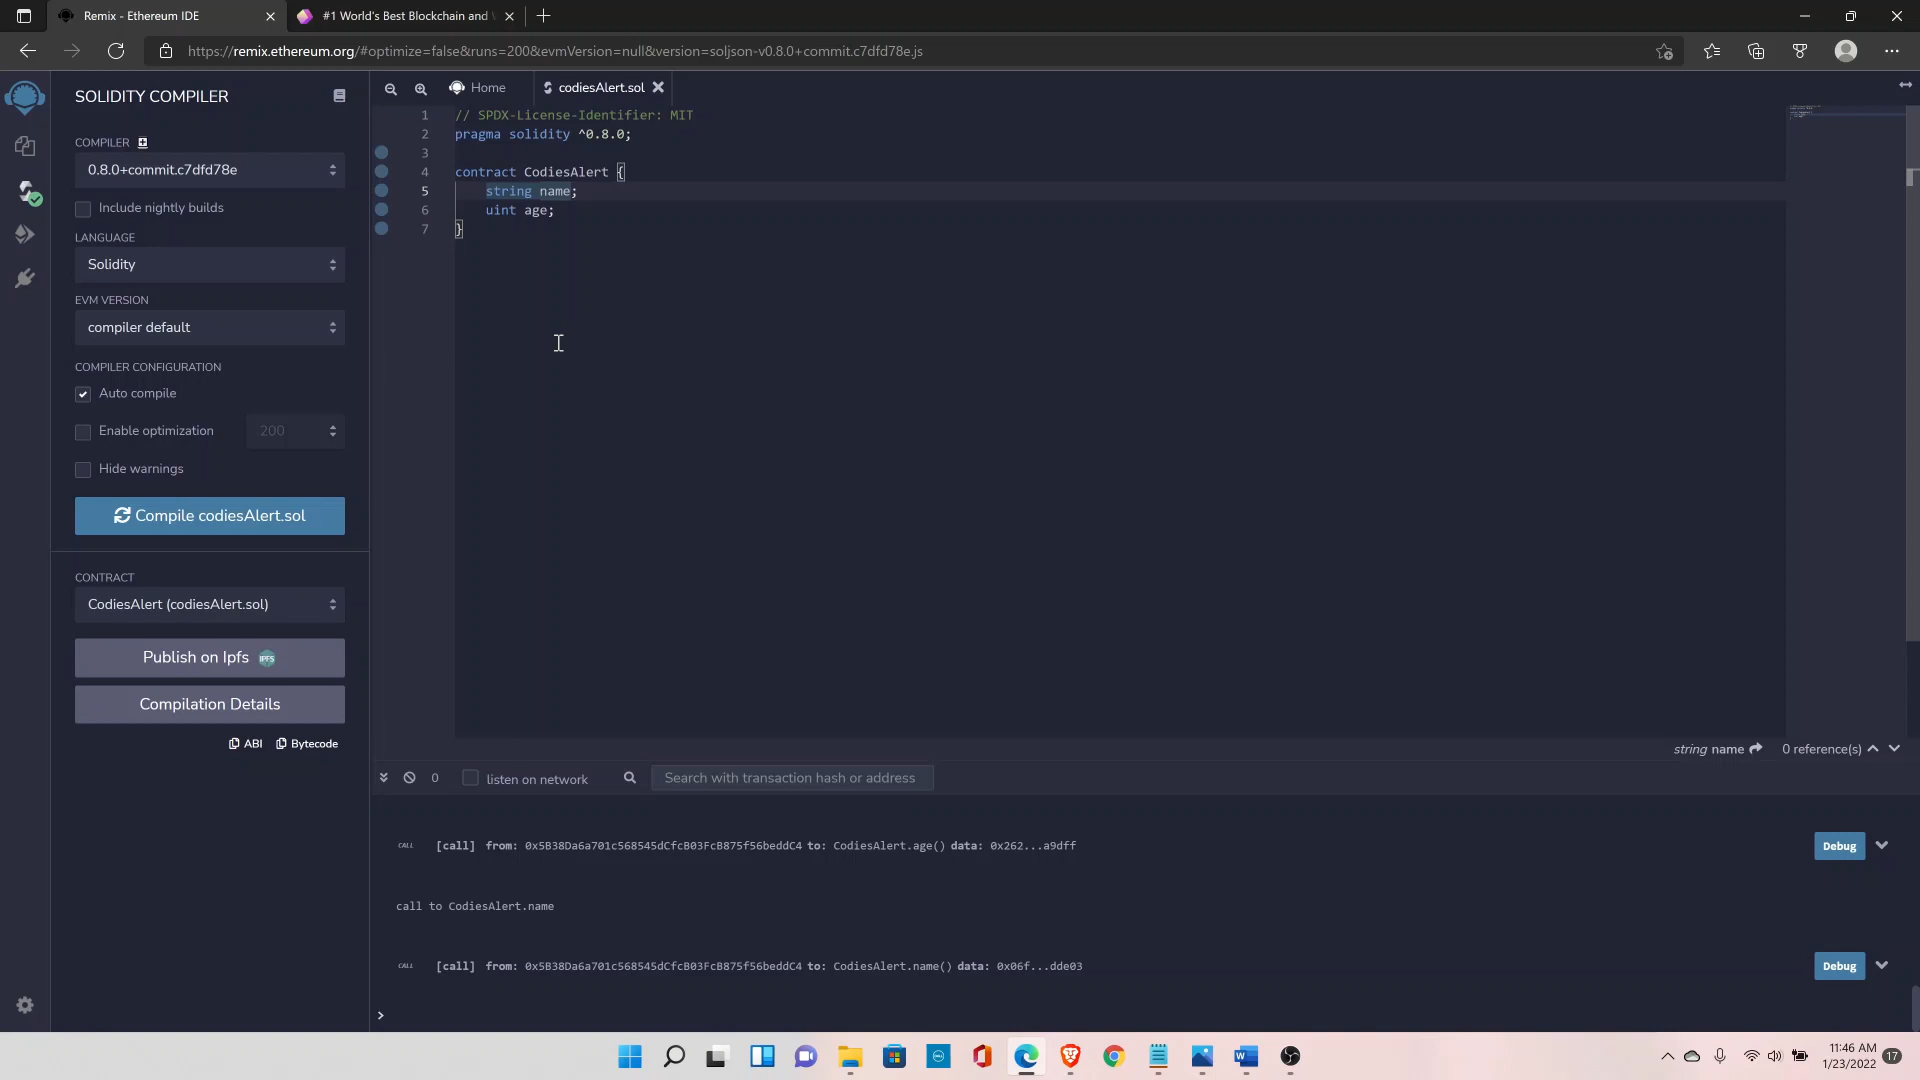 Remix - Ethereum IDE
#1 World's Best Blockchain and
https://remix.ethereum.org/#optimize=false&runs=200&evmVersion=null&version=soljson-v0.8.0+commit.c7dfd78e.js
SOLIDITY COMPILER
COMPILER
0.8.0+commit.c7dfd78e
Include nightly builds
LANGUAGE
Solidity
EVM VERSION
compiler default
COMPILER CONFIGURATION
Auto compile
Enable optimization 200
Hide warnings
Compile codiesAlert.sol
CONTRACT
CodiesAlert (codiesAlert.sol)
Publish on Ipfs IPFS
Compilation Details
ABI Bytecode
Home codiesAlert.sol
1 // SPDX-License-Identifier: MIT
2 pragma solidity ^0.8.0;
3
4 contract CodiesAlert {
5 string name;
6 uint age;
7 }
string name 0 reference(s)
0 listen on network Search with transaction hash or address
CALL [call] from: 0x5B38Da6a701c568545dCfcB03FcB875f56beddC4 to: CodiesAlert.age() data: 0x262...a9dff Debug
call to CodiesAlert.name
CALL [call] from: 0x5B38Da6a701c568545dCfcB03FcB875f56beddC4 to: CodiesAlert.name() data: 0x06f...dde03 Debug
>
11:46 AM
1/23/2022 17